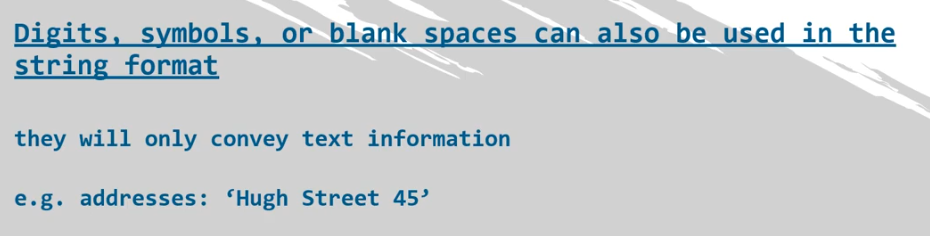 Digits, symbols, or blank spaces can also be used in the
string format
they will only convey text information
e.g. addresses: ‘Hugh Street 45’